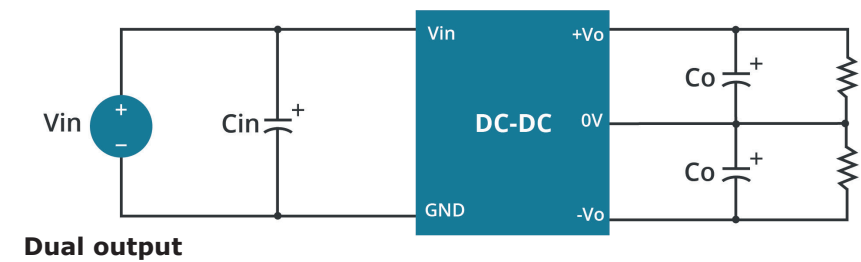 Vin
+Vo
Co +
Vin
+
−
Cin +
DC-DC
0V
Co +
GND
-Vo
Dual output